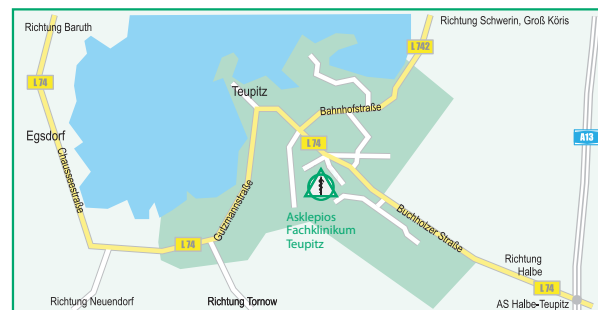 Richtung Baruth
Richtung Schwerin, Groß Köris
L 742
L 74
Teupitz
Bahnhofstraße
Egsdorf
A13
L 74
Chausseestraße
Asklepios
Fachklinikum
Teupitz
Gutzmannstraße
Buchholzer Straße
L 74
Richtung
Halbe
L 74
Richtung Neuendorf
Richtung Tornow
AS Halbe-Teupitz